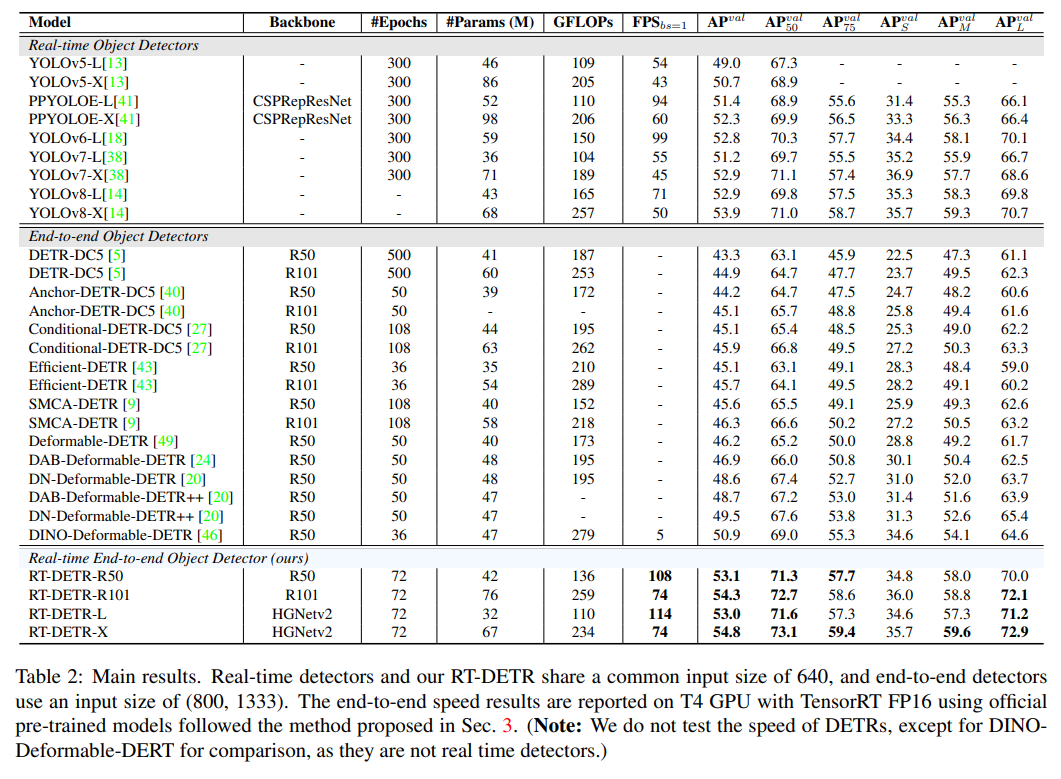 Model Backbone #Epochs #Params (M) GFLOPs FPS_bs=1 AP^val AP^val_50 AP^val_75 AP^val_S AP^val_M AP^val_L
Real-time Object Detectors
YOLOv5-L[13] - 300 46 109 54 49.0 67.3 - - - -
YOLOv5-X[13] - 300 86 205 43 50.7 68.9 - - - -
PPYOLOE-L[41] CSPRepResNet 300 52 110 94 51.4 68.9 55.6 31.4 55.3 66.1
PPYOLOE-X[41] CSPRepResNet 300 98 206 60 52.3 69.9 56.5 33.3 56.3 66.4
YOLOv6-L[18] - 300 59 150 99 52.8 70.3 57.7 34.4 58.1 70.1
YOLOv7-L[38] - 300 36 104 55 51.2 69.7 55.5 35.2 55.9 66.7
YOLOv7-X[38] - 300 71 189 45 52.9 71.1 57.4 36.9 57.7 68.6
YOLOv8-L[14] - - 43 165 71 52.9 69.8 57.5 35.3 58.3 69.8
YOLOv8-X[14] - - 68 257 50 53.9 71.0 58.7 35.7 59.3 70.7
End-to-end Object Detectors
DETR-DC5 [5] R50 500 41 187 - 43.3 63.1 45.9 22.5 47.3 61.1
DETR-DC5 [5] R101 500 60 253 - 44.9 64.7 47.7 23.7 49.5 62.3
Anchor-DETR-DC5 [40] R50 50 39 172 - 44.2 64.7 47.5 24.7 48.2 60.6
Anchor-DETR-DC5 [40] R101 50 - - - 45.1 65.7 48.8 25.8 49.4 61.6
Conditional-DETR-DC5 [27] R50 108 44 195 - 45.1 65.4 48.5 25.3 49.0 62.2
Conditional-DETR-DC5 [27] R101 108 63 262 - 45.9 66.8 49.5 27.2 50.3 63.3
Efficient-DETR [43] R50 36 35 210 - 45.1 63.1 49.1 28.3 48.4 59.0
Efficient-DETR [43] R101 36 54 289 - 45.7 64.1 49.5 28.2 49.1 60.2
SMCA-DETR [9] R50 108 40 152 - 45.6 65.5 49.1 25.9 49.3 62.6
SMCA-DETR [9] R101 108 58 218 - 46.3 66.6 50.2 27.2 50.5 63.2
Deformable-DETR [49] R50 50 40 173 - 46.2 65.2 50.0 28.8 49.2 61.7
DAB-Deformable-DETR [24] R50 50 48 195 - 46.9 66.0 50.8 30.1 50.4 62.5
DN-Deformable-DETR [20] R50 50 48 195 - 48.6 67.4 52.7 31.0 52.0 63.7
DAB-Deformable-DETR++ [20] R50 50 47 - - 48.7 67.2 53.0 31.4 51.6 63.9
DN-Deformable-DETR++ [20] R50 50 47 - - 49.5 67.6 53.8 31.3 52.6 65.4
DINO-Deformable-DETR [46] R50 36 47 279 5 50.9 69.0 55.3 34.6 54.1 64.6
Real-time End-to-end Object Detector (ours)
RT-DETR-R50 R50 72 42 136 108 53.1 71.3 57.7 34.8 58.0 70.0
RT-DETR-R101 R101 72 76 259 74 54.3 72.7 58.6 36.0 58.8 72.1
RT-DETR-L HGNetv2 72 32 110 114 53.0 71.6 57.3 34.6 57.3 71.2
RT-DETR-X HGNetv2 72 67 234 74 54.8 73.1 59.4 35.7 59.6 72.9
Table 2: Main results. Real-time detectors and our RT-DETR share a common input size of 640, and end-to-end detectors
use an input size of (800, 1333). The end-to-end speed results are reported on T4 GPU with TensorRT FP16 using official
pre-trained models followed the method proposed in Sec. 3. (Note: We do not test the speed of DETRs, except for DINO-
Deformable-DERT for comparison, as they are not real time detectors.)